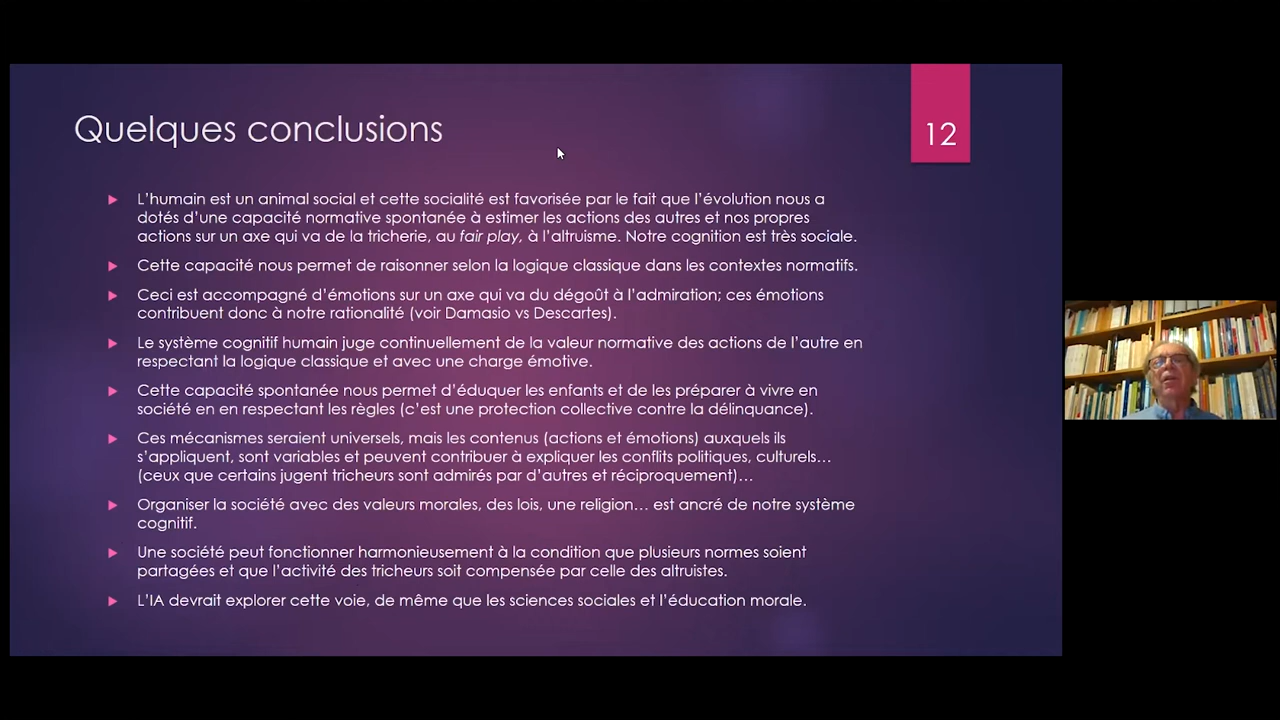 Quelques conclusions
12
L'humain est un animal social et cette socialité est favorisée par le fait que l'évolution nous a
dotés d'une capacité normative spontanée à estimer les actions des autres et nos propres
actions sur un axe qui va de la tricherie, au fair play, à l'altruisme. Notre cognition est très sociale.
Cette capacité nous permet de raisonner selon la logique classique dans les contextes normatifs.
Ceci est accompagné d'émotions sur un axe qui va du dégoût à l'admiration; ces émotions
contribuent donc à notre rationalité (voir Damasio vs Descartes).
Le système cognitif humain juge continuellement de la valeur normative des actions de l'autre en
respectant la logique classique et avec une charge émotive.
Cette capacité spontanée nous permet d'éduquer les enfants et de les préparer à vivre en
société en en respectant les règles (c'est une protection collective contre la délinquance).
Ces mécanismes seraient universels, mais les contenus (actions et émotions) auxquels ils
s'appliquent, sont variables et peuvent contribuer à expliquer les conflits politiques, culturels…
(ceux que certains jugent tricheurs sont admirés par d'autres et réciproquement)…
Organiser la société avec des valeurs morales, des lois, une religion… est ancré de notre système
cognitif.
Une société peut fonctionner harmonieusement à la condition que plusieurs normes soient
partagées et que l'activité des tricheurs soit compensée par celle des altruistes.
L'IA devrait explorer cette voie, de même que les sciences sociales et l'éducation morale.